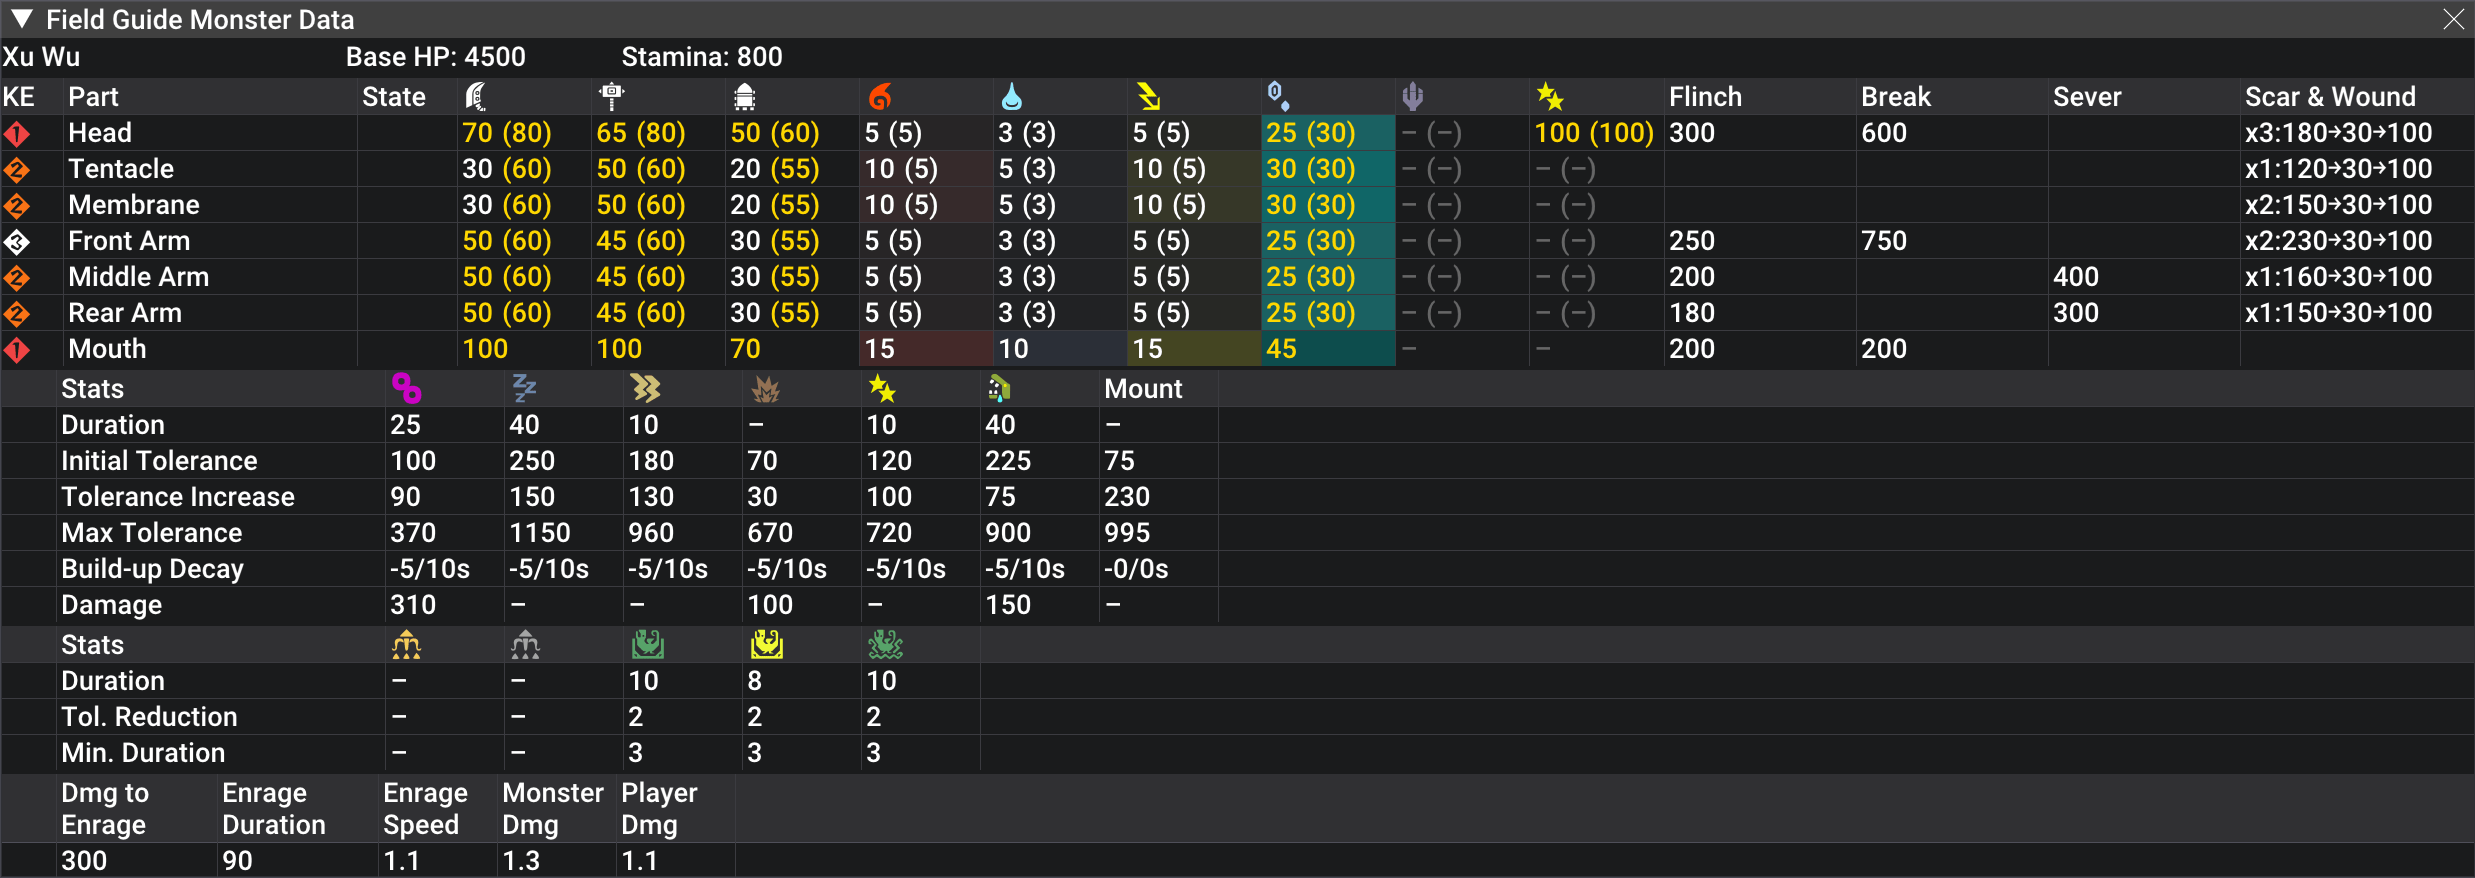 Field Guide Monster Data
Xu Wu Base HP: 4500 Stamina: 800
KE Part State Flinch Break Sever Scar & Wound
1 Head 70 (80) 65 (80) 50 (60) 5 (5) 3 (3) 5 (5) 25 (30) – (–) 100 (100) 300 600 x3:180→30→100
2 Tentacle 30 (60) 50 (60) 20 (55) 10 (5) 5 (3) 10 (5) 30 (30) – (–) – (–) x1:120→30→100
2 Membrane 30 (60) 50 (60) 20 (55) 10 (5) 5 (3) 10 (5) 30 (30) – (–) – (–) x2:150→30→100
3 Front Arm 50 (60) 45 (60) 30 (55) 5 (5) 3 (3) 5 (5) 25 (30) – (–) – (–) 250 750 x2:230→30→100
2 Middle Arm 50 (60) 45 (60) 30 (55) 5 (5) 3 (3) 5 (5) 25 (30) – (–) – (–) 200 400 x1:160→30→100
2 Rear Arm 50 (60) 45 (60) 30 (55) 5 (5) 3 (3) 5 (5) 25 (30) – (–) – (–) 180 300 x1:150→30→100
1 Mouth 100 100 70 15 10 15 45 – – 200 200
Stats Mount
Duration 25 40 10 – 10 40 –
Initial Tolerance 100 250 180 70 120 225 75
Tolerance Increase 90 150 130 30 100 75 230
Max Tolerance 370 1150 960 670 720 900 995
Build-up Decay -5/10s -5/10s -5/10s -5/10s -5/10s -5/10s -0/0s
Damage 310 – – 100 – 150 –
Stats
Duration – – 10 8 10
Tol. Reduction – – 2 2 2
Min. Duration – – 3 3 3
Dmg to Enrage Enrage Monster Player
Enrage Duration Speed Dmg Dmg
300 90 1.1 1.3 1.1